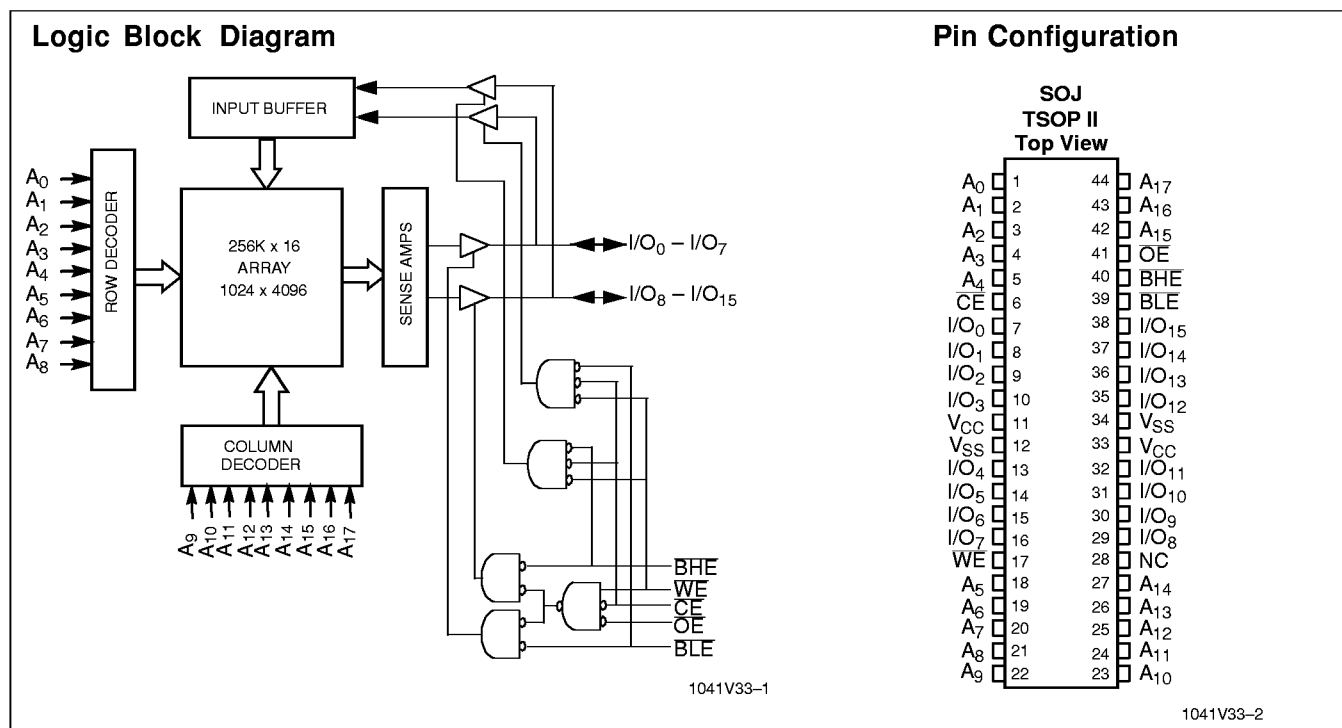 Logic Block Diagram
INPUT BUFFER
A0
A1
A2
A3
A4
A5
A6
A7
A8
ROW DECODER
256K x 16
ARRAY
1024 x 4096
SENSE AMPS
I/O0 – I/O7
I/O8 – I/O15
COLUMN
DECODER
A9
A10
A11
A12
A13
A14
A15
A16
A17
BHE
WE
CE
OE
BLE
1041V33–1
Pin Configuration
SOJ
TSOP II
Top View
A0 1 44 A17
A1 2 43 A16
A2 3 42 A15
A3 4 41 OE
A4 5 40 BHE
CE 6 39 BLE
I/O0 7 38 I/O15
I/O1 8 37 I/O14
I/O2 9 36 I/O13
I/O3 10 35 I/O12
VCC 11 34 VSS
VSS 12 33 VCC
I/O4 13 32 I/O11
I/O5 14 31 I/O10
I/O6 15 30 I/O9
I/O7 16 29 I/O8
WE 17 28 NC
A5 18 27 A14
A6 19 26 A13
A7 20 25 A12
A8 21 24 A11
A9 22 23 A10
1041V33–2